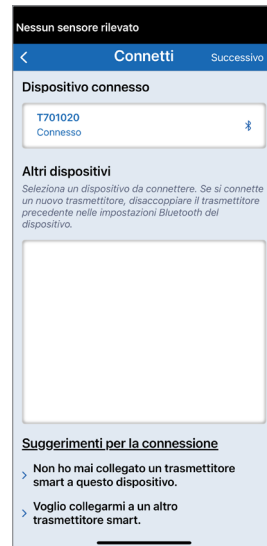 Nessun sensore rilevato
Connetti
Successivo
Dispositivo connesso
T701020
Connesso
Altri dispositivi
Seleziona un dispositivo da connettere. Se si connette
un nuovo trasmettitore, disaccoppiare il trasmettitore
precedente nelle impostazioni Bluetooth del
dispositivo.
Suggerimenti per la connessione
Non ho mai collegato un trasmettitore
smart a questo dispositivo.
Voglio collegarmi a un altro
trasmettitore smart.